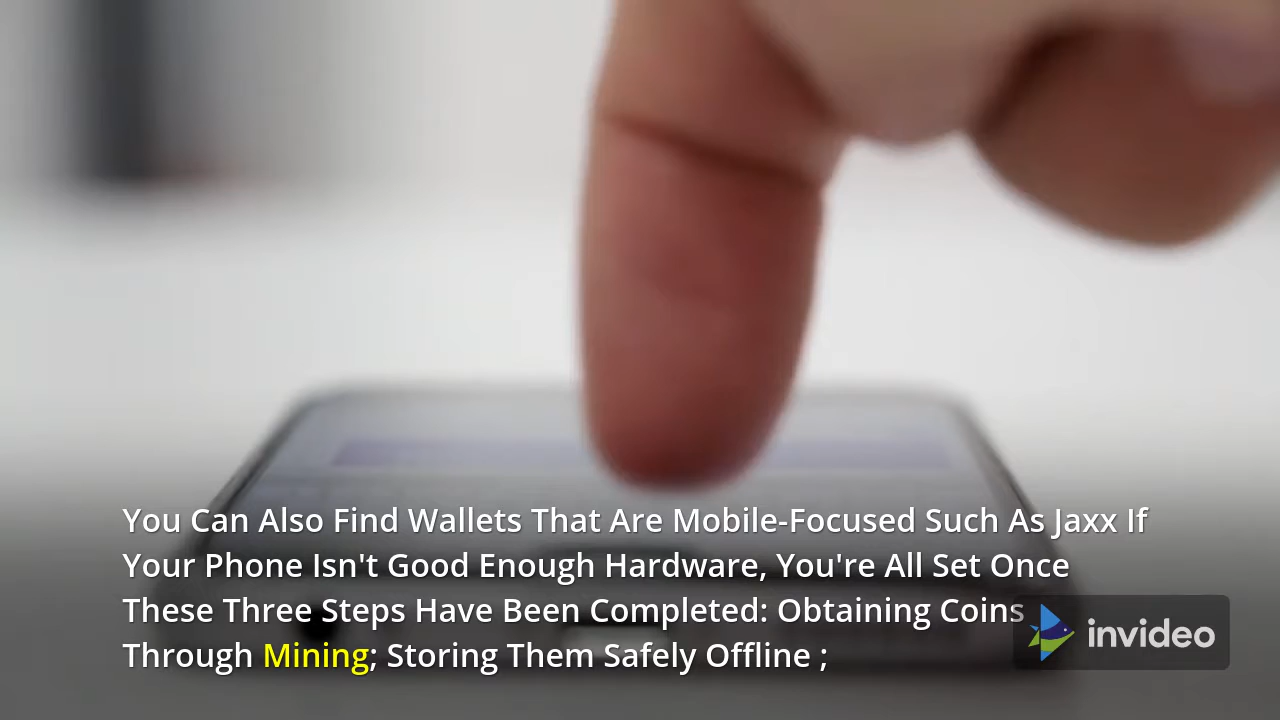 You Can Also Find Wallets That Are Mobile-Focused Such As Jaxx If
Your Phone Isn't Good Enough Hardware, You're All Set Once
These Three Steps Have Been Completed: Obtaining Coins
Through Mining; Storing Them Safely Offline ;
invideo